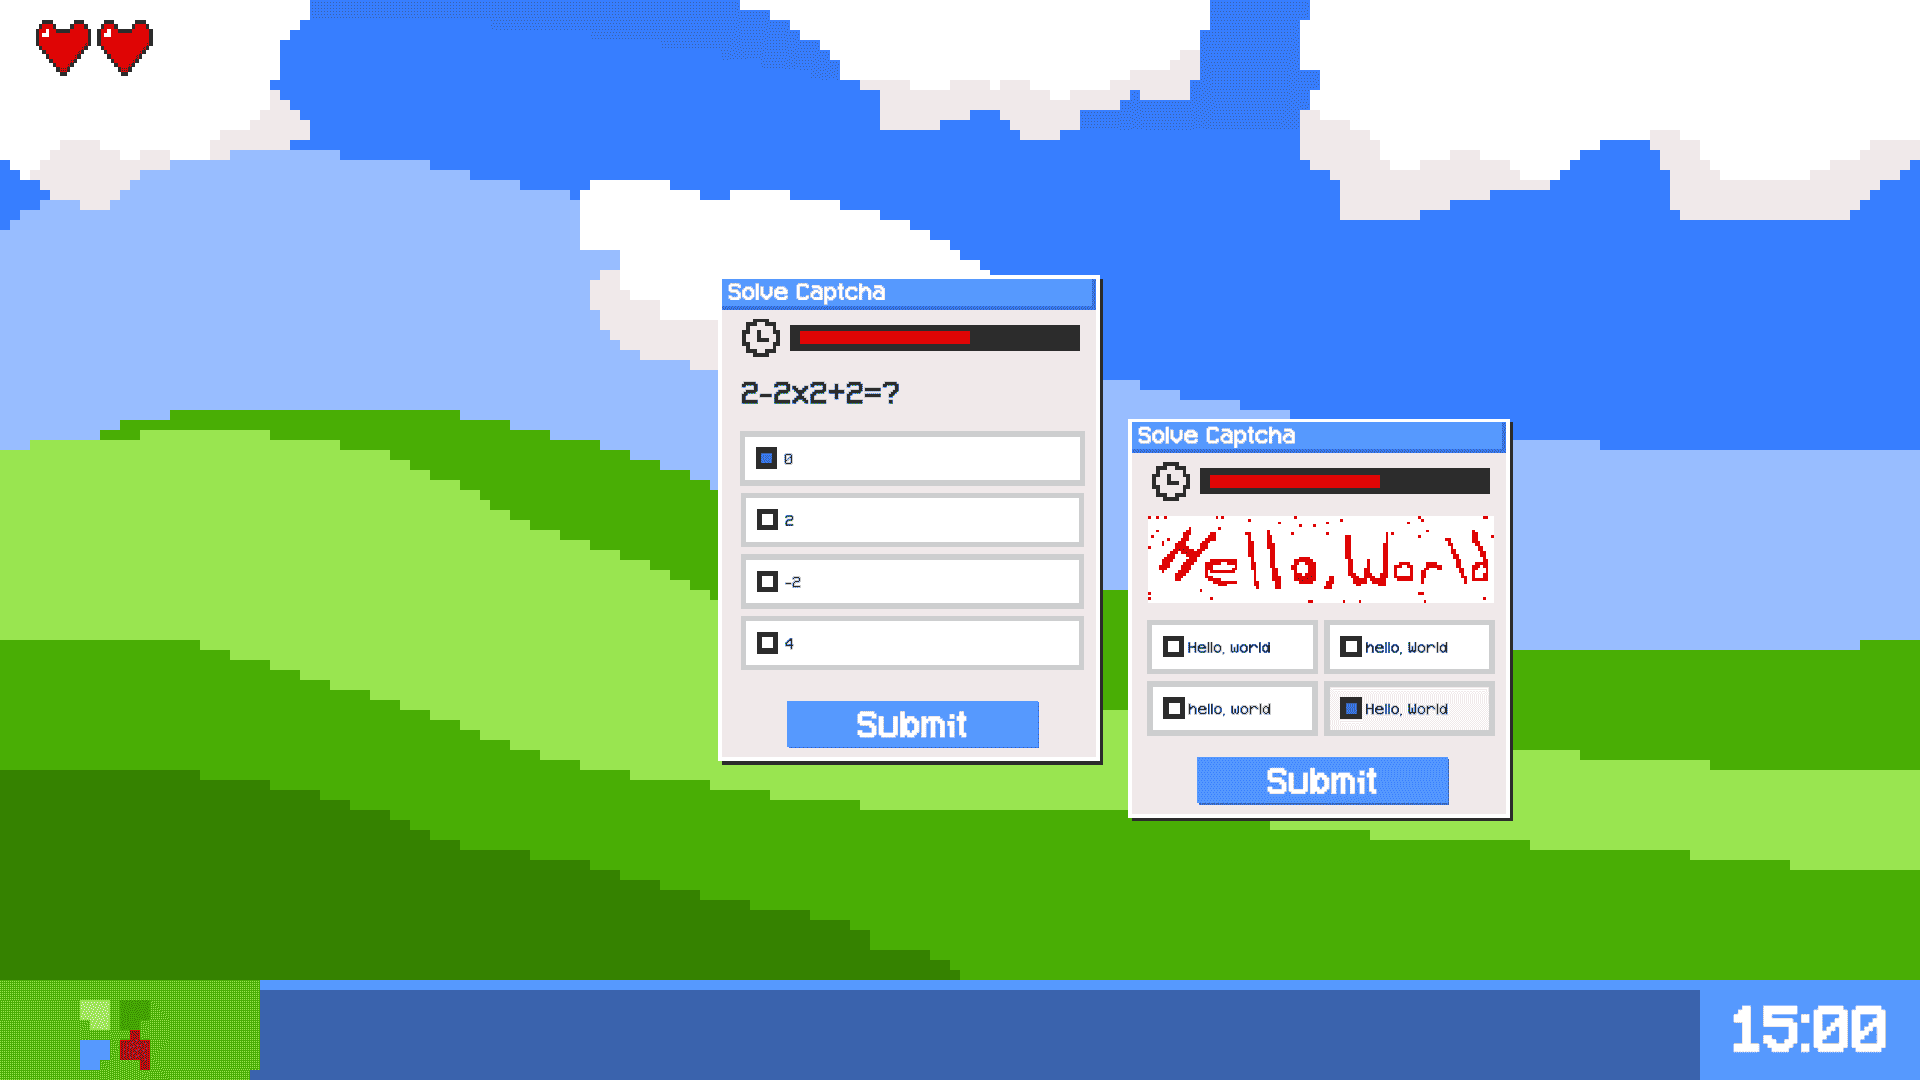 Solve Captcha
2-2x2+2=?
0
2
-2
4
Submit
Solve Captcha
Hello,World
Hello, world
hello, World
hello, world
Hello, World
Submit
15:00